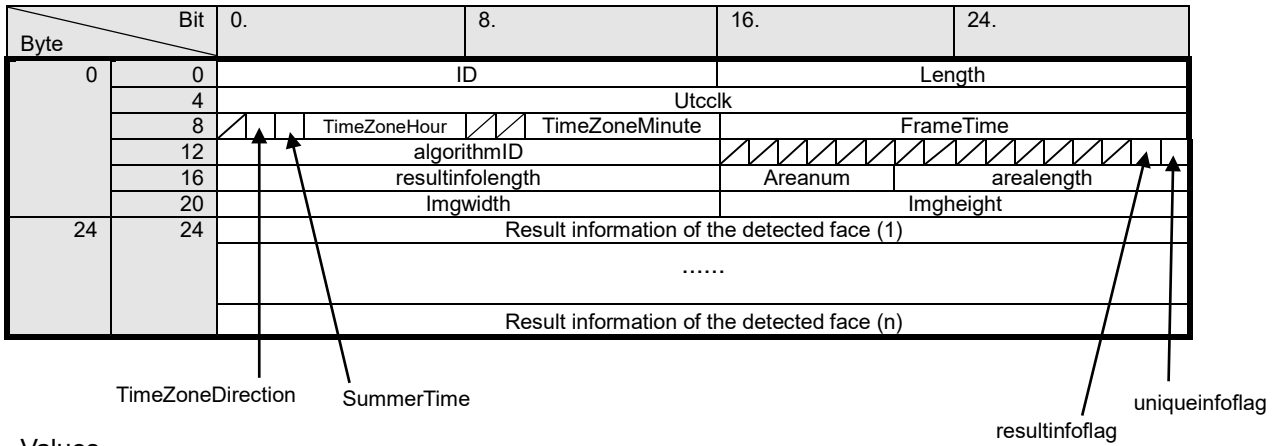 Bit 0. 8. 16. 24.
Byte
0 0 ID Length
4 Utcclk
8 TimeZoneHour TimeZoneMinute FrameTime
12 algorithmID
16 resultinfolength Areanum arealength
20 Imgwidth Imgheight
24 24 Result information of the detected face (1)
……
Result information of the detected face (n)
TimeZoneDirection SummerTime uniqueinfoflag
resultinfoflag